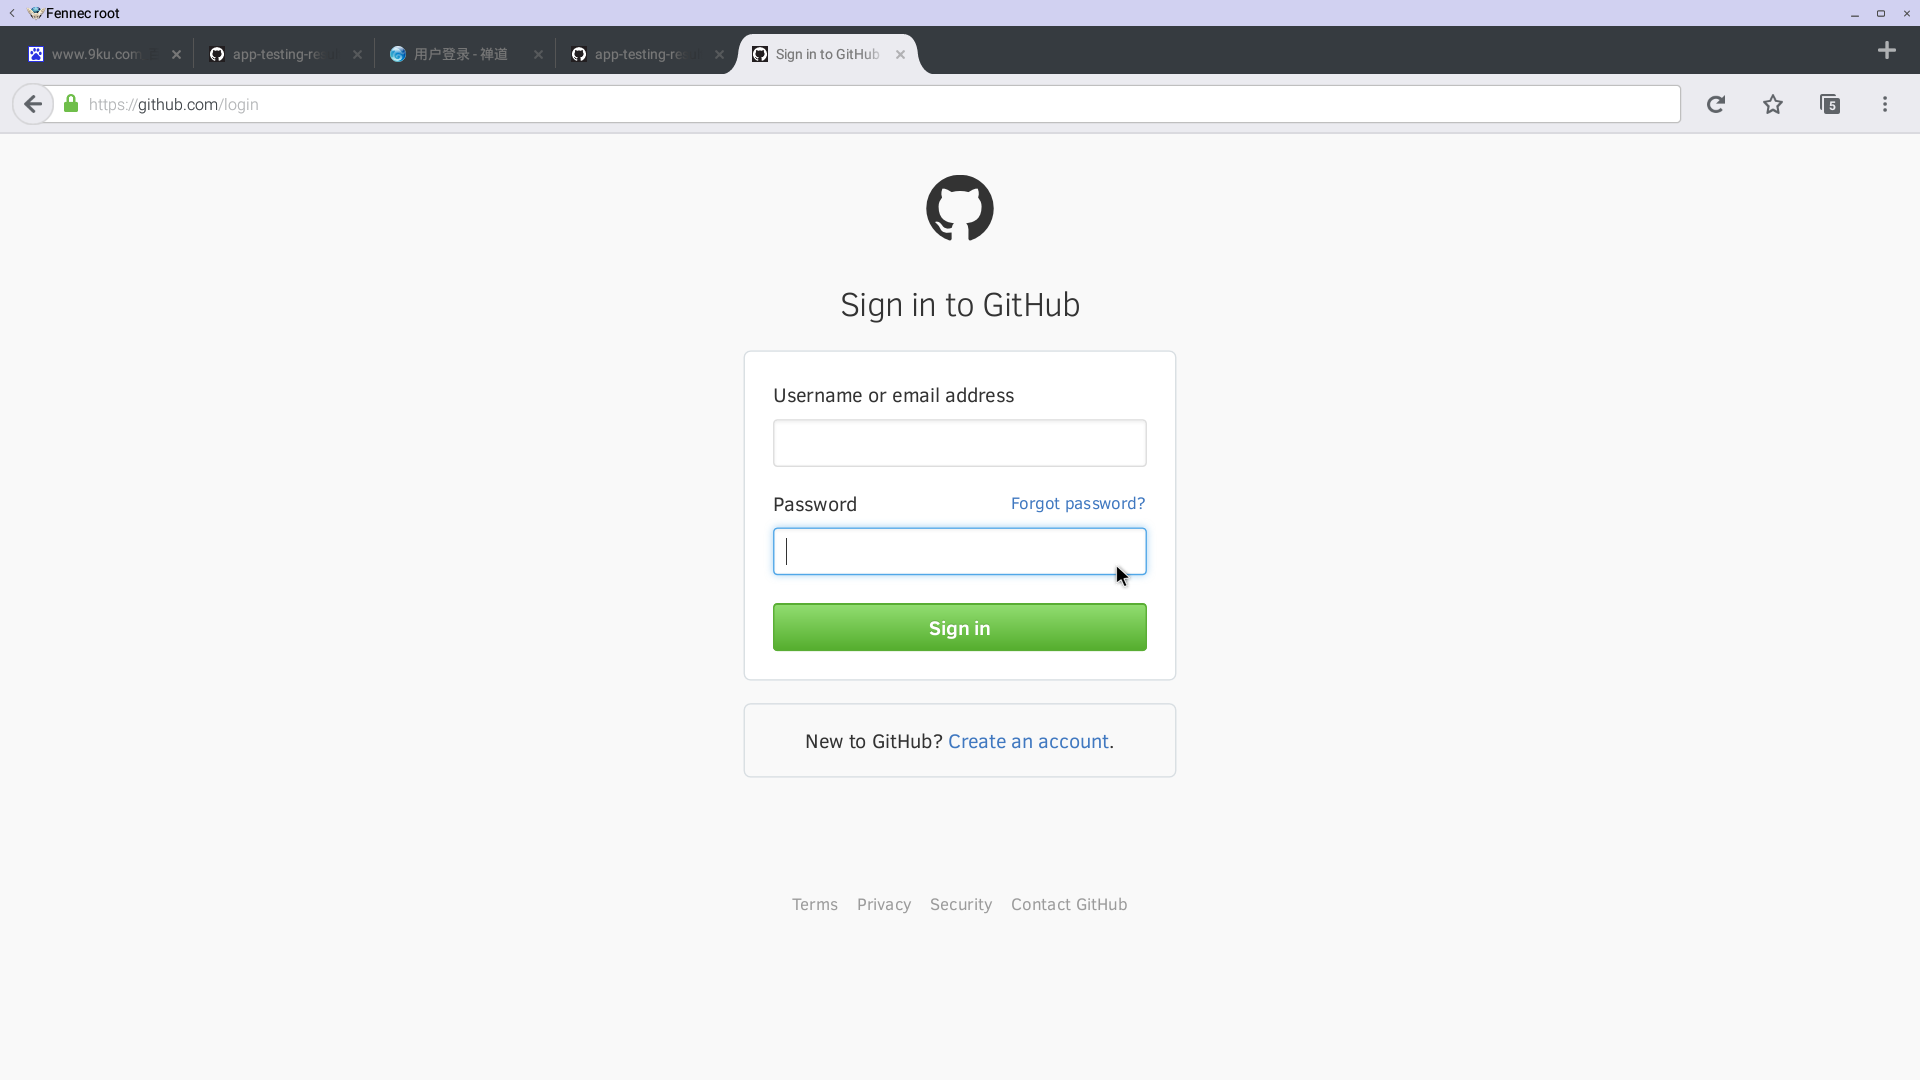 Fennec root
www.9ku.com
app-testing-re
用户登录 - 禅道
app-testing-re
Sign in to GitHub
https://github.com/login
5
Sign in to GitHub
Username or email address
Password
Forgot password?
Sign in
New to GitHub? Create an account.
Terms Privacy Security Contact GitHub